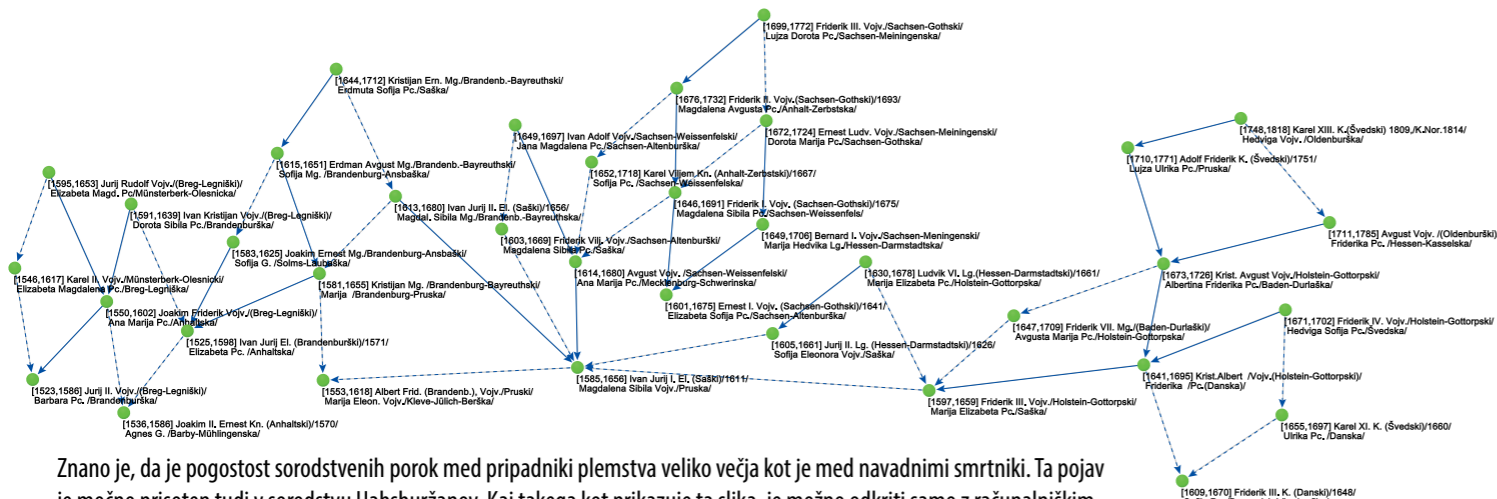 [1699,1772] Friderik III. Vojv./Sachsen-Gothski/
Lujza Dorota Pc./Sachsen-Meiningenska/
[1644,1712] Kristijan Ern. Mg./Brandenb.-Bayreuthski/
Erdmuta Sofija Pc./Saška/
[1676,1732] Friderik II. Vojv.(Sachsen-Gothski)/1693/
Magdalena Avgusta Pc./Anhalt-Zerbstska/
[1649,1697] Ivan Adolf Vojv./Sachsen-Weissenfelski/
Jana Magdalena Pc./Sachsen-Altenburška/
[1672,1724] Ernest Ludv. Vojv./Sachsen-Meiningenski/
Dorota Marija Pc./Sachsen-Gothska/
[1748,1818] Karel XIII. K.(Švedski) 1809,/K.Nor.1814/
Hedviga Vojv. /Oldenburška/
[1615,1651] Erdman Avgust Mg./Brandenb.-Bayreuthski/
Sofija Mg. /Brandenburg-Ansbaška/
[1710,1771] Adolf Friderik K. (Švedski)/1751/
Lujza Ulrika Pc./Pruska/
[1595,1653] Jurij Rudolf Vojv./(Breg-Legniški)/
Elizabeta Magd. Pc/Münsterberk-Olesnicka/
[1652,1718] Karel Viljem Kn. (Anhalt-Zerbstski)/1667/
Sofija Pc. /Sachsen-Weissenfelska/
[1591,1639] Ivan Kristijan Vojv./(Breg-Legniški)/
Dorota Sibila Pc./Brandenburška/
[1613,1680] Ivan Jurij II. El. (Saški)/1656/
Magdal. Sibila Mg./Brandenb.-Bayreuthska/
[1646,1691] Friderik I. Vojv. (Sachsen-Gothski)/1675/
Magdalena Sibila Pc./Sachsen-Weissenfels/
[1711,1785] Avgust Vojv. /(Oldenburški)
Friderika Pc. /Hessen-Kasselska/
[1603,1669] Friderik Vilj. Vojv./Sachsen-Altenburški/
Magdalena Sibila Pc./Saška/
[1649,1706] Bernard I. Vojv./Sachsen-Meningenski/
Marija Hedvika Lg./Hessen-Darmstadtska/
[1583,1625] Joakim Ernest Mg./Brandenburg-Ansbaški/
Sofija G. /Solms-Laubaška/
[1546,1617] Karel II. Vojv./Münsterberk-Olesnicki/
Elizabeta Magdalena Pc./Breg-Legniška/
[1581,1655] Kristijan Mg. /Brandenburg-Bayreuthski/
Marija /Brandenburg-Pruska/
[1614,1680] Avgust Vojv. /Sachsen-Weissenfelski/
Ana Marija Pc./Mecklenburg-Schwerinska/
[1630,1678] Ludvik VI. Lg.(Hessen-Darmstadtski)/1661/
Marija Elizabeta Pc./Holstein-Gottorpska/
[1673,1726] Krist. Avgust Vojv./Holstein-Gottorpski/
Albertina Friderika Pc./Baden-Durlaška/
[1550,1602] Joakim Friderik Vojv./(Breg-Legniški)/
Ana Marija Pc./Anhaltska/
[1601,1675] Ernest I. Vojv. (Sachsen-Gothski)/1641/
Elizabeta Sofija Pc./Sachsen-Altenburška/
[1671,1702] Friderik IV. Vojv./Holstein-Gottorpski/
Hedviga Sofija Pc./Švedska/
[1647,1709] Friderik VII. Mg./(Baden-Durlaški)/
Avgusta Marija Pc./Holstein-Gottorpska/
[1525,1598] Ivan Jurij El. (Brandenburški)/1571/
Elizabeta Pc. /Anhaltska/
[1605,1661] Jurij II. Lg. (Hessen-Darmstadtski)/1626/
Sofija Eleonora Vojv./Saška/
[1523,1586] Jurij II. Vojv./(Breg-Legniški)/
Barbara Pc. /Brandenburška/
[1553,1618] Albert Frid. (Brandenb.), Vojv./Pruski/
Marija Eleon. Vojv./Kleve-Jülich-Berška/
[1585,1656] Ivan Jurij I. El. (Saški)/1611/
Magdalena Sibila Vojv./Pruska/
[1641,1695] Krist.Albert /Vojv.(Holstein-Gottorpski)/
Friderika /Pc.(Danska)/
[1597,1659] Friderik III. Vojv./Holstein-Gottorpski/
Marija Elizabeta Pc./Saška/
[1536,1586] Joakim II. Ernest Kn. (Anhaltski)/1570/
Agnes G. /Barby-Mühlingenska/
[1655,1697] Karel XI. K. (Švedski)/1660/
Ulrika Pc. /Danska/
Znano je, da je pogostost sorodstvenih porok med pripadniki plemstva veliko večja kot je med navadnimi smrtniki. Ta pojav
[1609,1670] Friderik III. K. (Danski)/1648/
je močno prisoten tudi v sorodstvu Habsburžanov. Kaj takega kot prikazuje ta slika, je možno odkriti samo z računalniškim